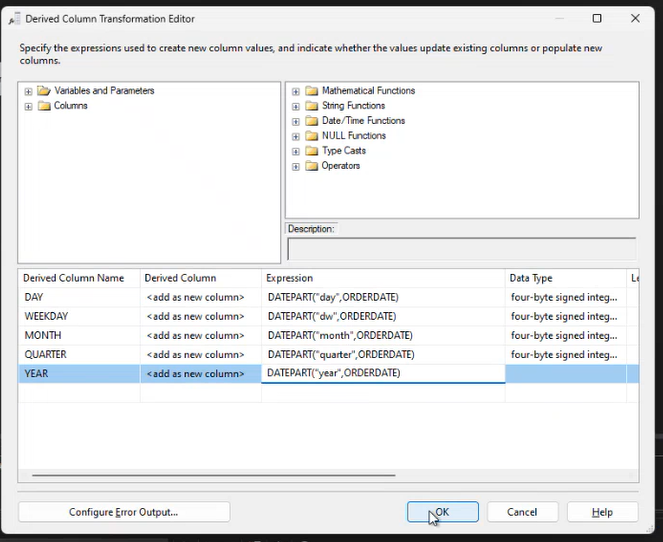 Derived Column Transformation Editor
Specify the expressions used to create new column values, and indicate whether the values update existing columns or populate new
columns.
Variables and Parameters
Columns
Mathematical Functions
String Functions
Date/Time Functions
NULL Functions
Type Casts
Operators
Description:
Derived Column Name Derived Column Expression Data Type Le
DAY <add as new column> DATEPART("day",ORDERDATE) four-byte signed integ...
WEEKDAY <add as new column> DATEPART("dw",ORDERDATE) four-byte signed integ...
MONTH <add as new column> DATEPART("month",ORDERDATE) four-byte signed integ...
QUARTER <add as new column> DATEPART("quarter",ORDERDATE) four-byte signed integ...
YEAR <add as new column> DATEPART("year",ORDERDATE)
Configure Error Output... OK Cancel Help